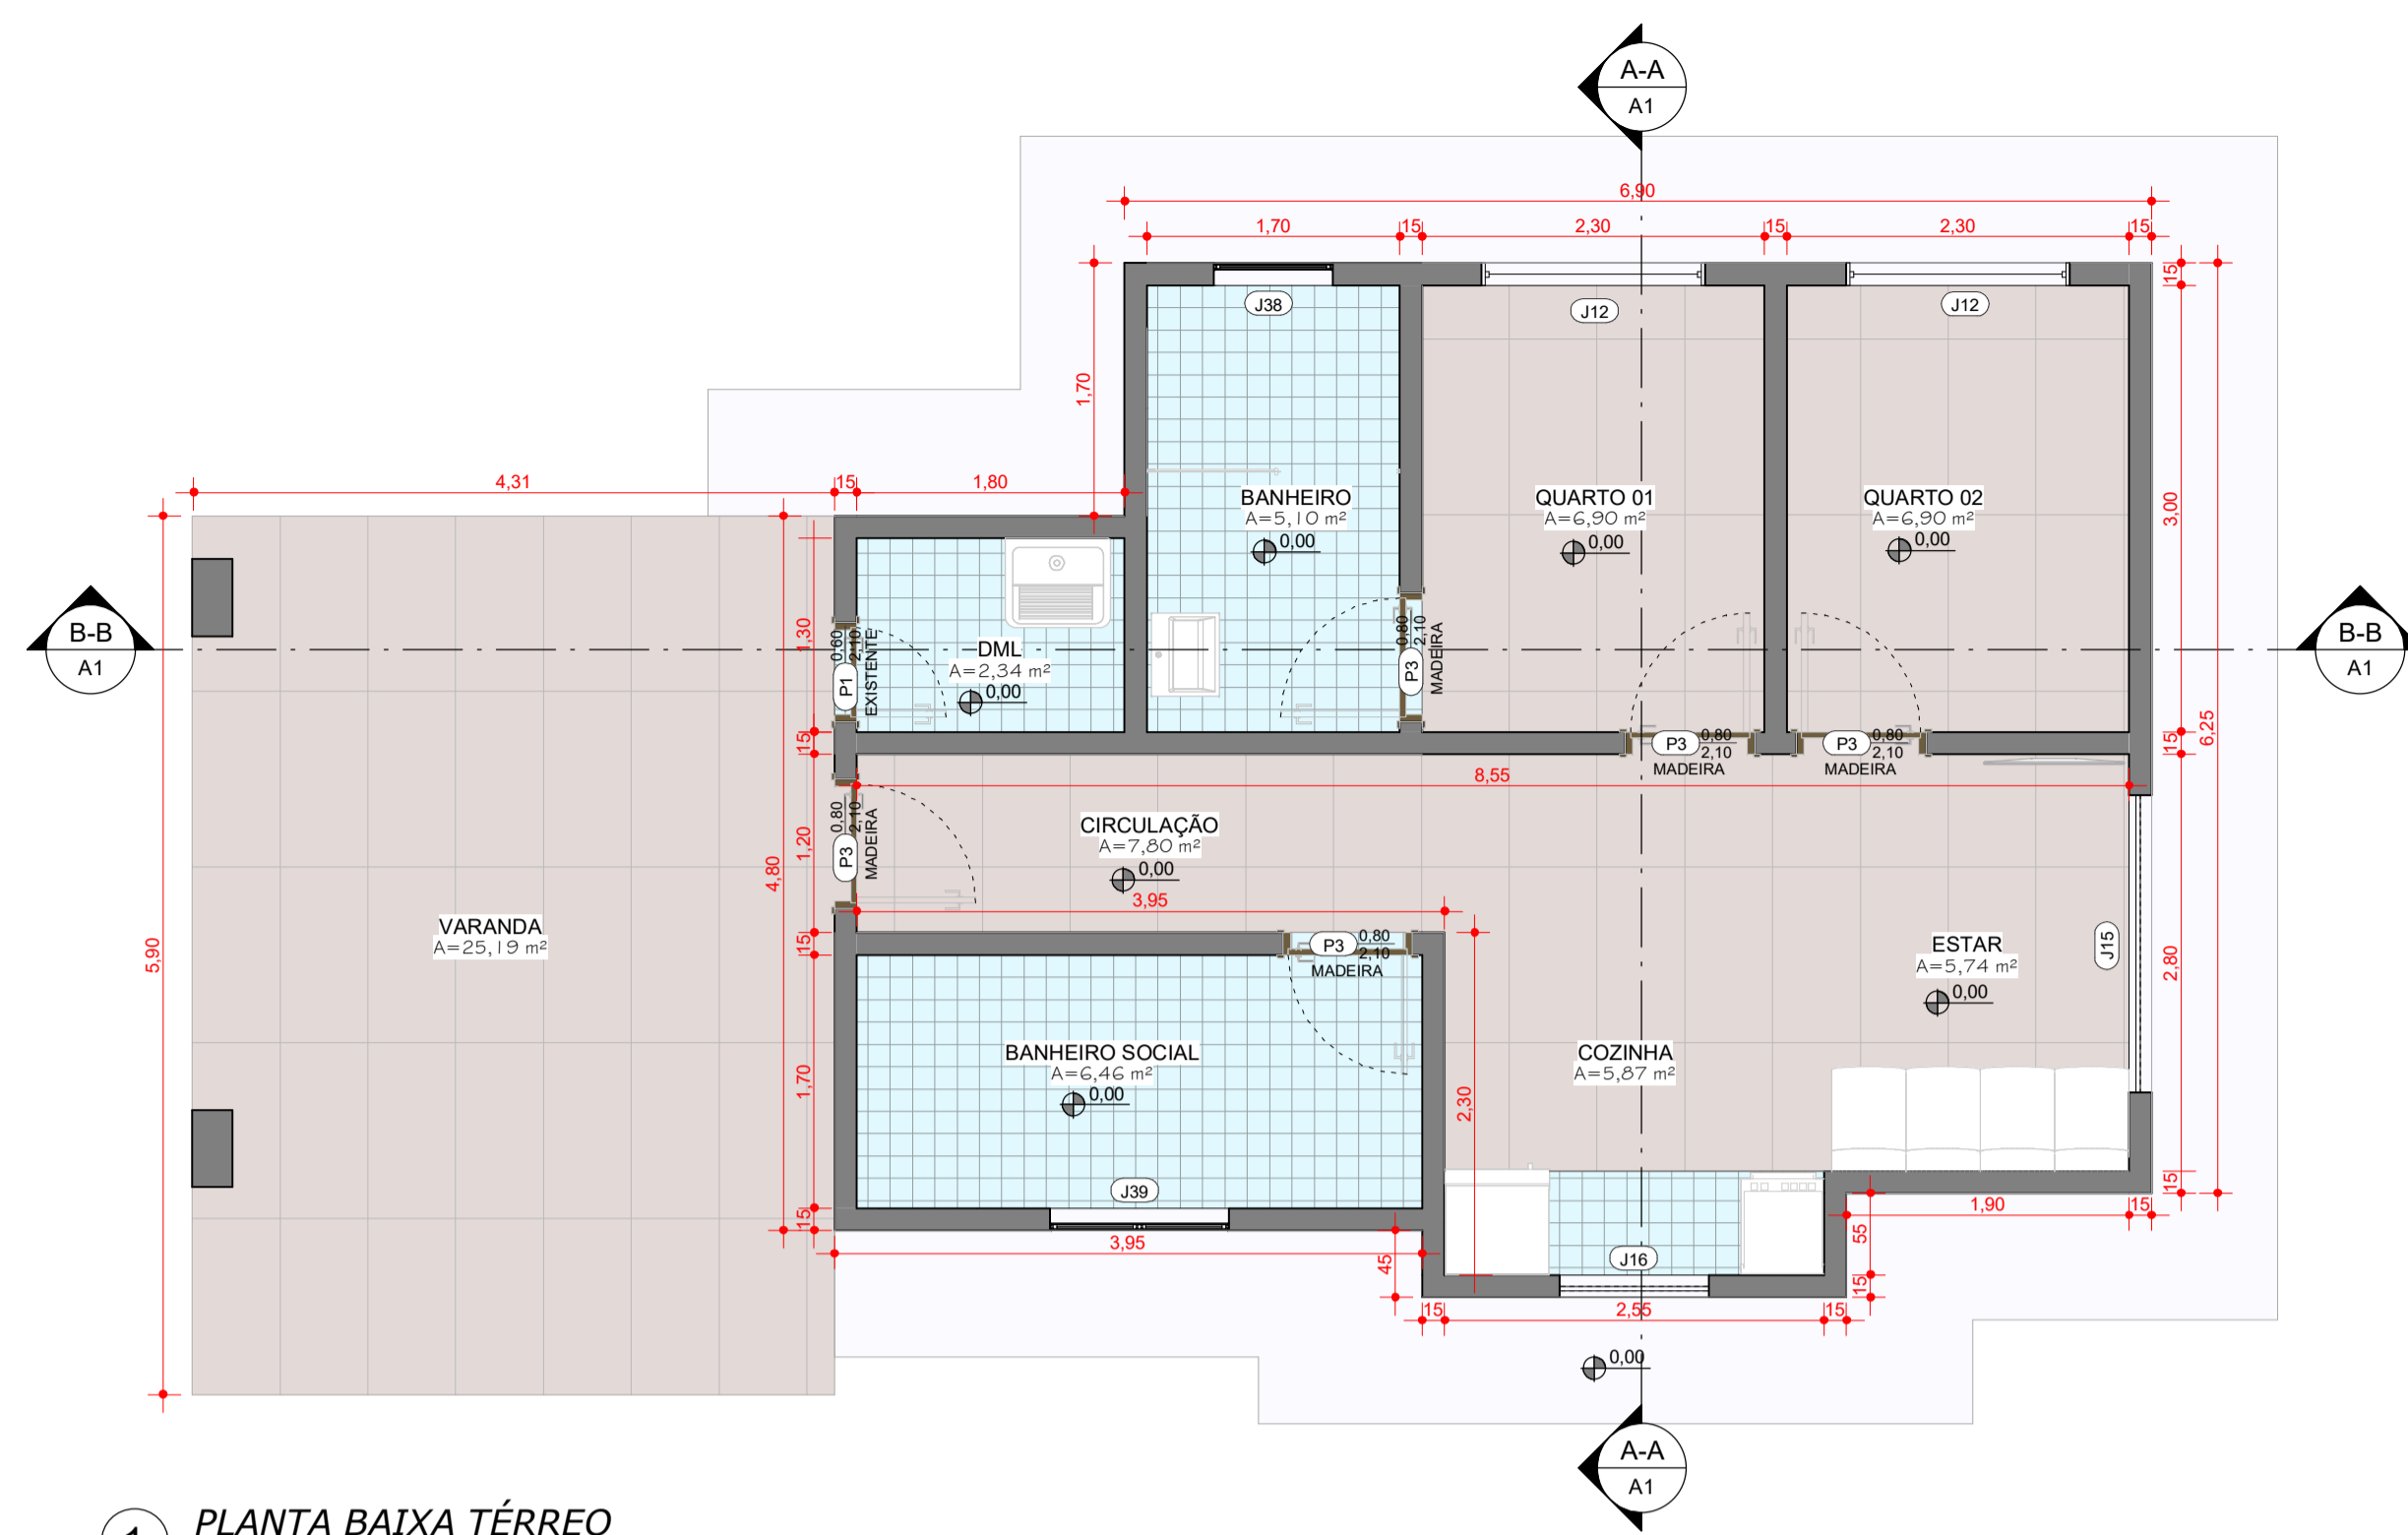 A-A
A1
6,90
1,70
15
2,30
15
2,30
15
J38
J12
J12
15
1,70
3,00
6,25
4,31
15
1,80
BANHEIRO
A=5,10 m²
0,00
QUARTO 01
A=6,90 m²
0,00
QUARTO 02
A=6,90 m²
0,00
B-B
A1
B-B
A1
1,30
0,60
2,10
P1
EXISTENTE
DML
A=2,34 m²
0,00
0,80
2,10
P3
MADEIRA
15
P3
0,80
2,10
MADEIRA
P3
0,80
2,10
MADEIRA
15
8,55
4,80
1,20
0,80
2,10
P3
MADEIRA
CIRCULAÇÃO
A=7,80 m²
0,00
3,95
5,90
VARANDA
A=25,19 m²
15
P3
0,80
2,10
MADEIRA
ESTAR
A=5,74 m²
0,00
J15
2,80
1,70
BANHEIRO SOCIAL
A=6,46 m²
0,00
2,30
COZINHA
A=5,87 m²
J39
15
15
1,90
15
3,95
45
J16
55
15
15
2,55
15
0,00
A-A
A1
1
PLANTA BAIXA TÉRREO